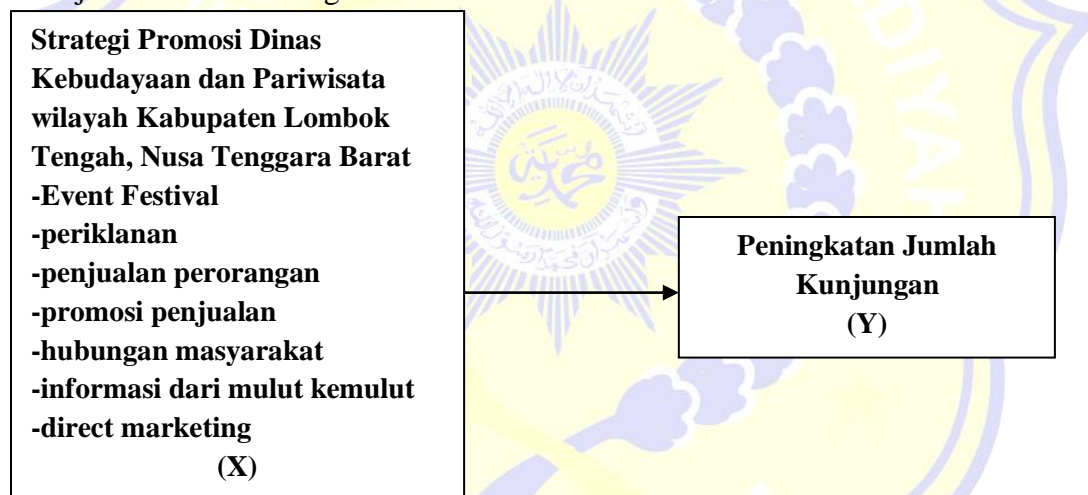 Strategi Promosi Dinas
Kebudayaan dan Pariwisata
wilayah Kabupaten Lombok
Tengah, Nusa Tenggara Barat
-Event Festival
-periklanan
-penjualan perorangan
-promosi penjualan
-hubungan masyarakat
-informasi dari mulut kemulut
-direct marketing
(X)
Peningkatan Jumlah
Kunjungan
(Y)